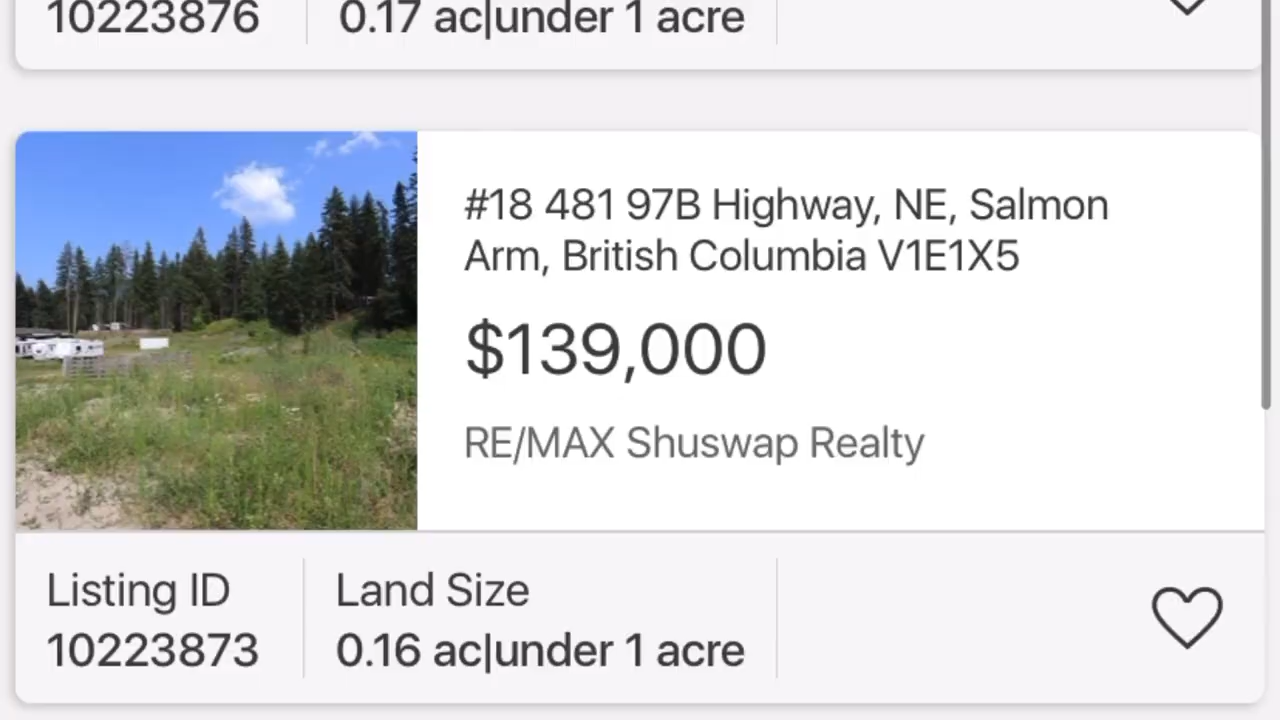 10223876
0.17 ac|under 1 acre
#18 481 97B Highway, NE, Salmon
Arm, British Columbia V1E1X5
$139,000
RE/MAX Shuswap Realty
Listing ID
Land Size
10223873
0.16 ac|under 1 acre